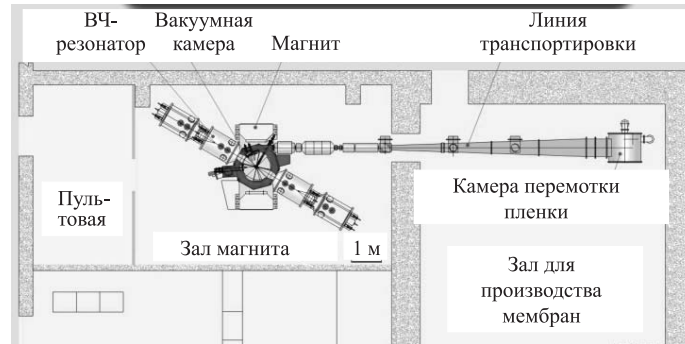 ВЧ-
резонатор
Вакуумная
камера
Магнит
Линия
транспортировки
Камера перемотки
пленки
Пуль-
товая
Зал магнита
1 м
Зал для
производства
мембран